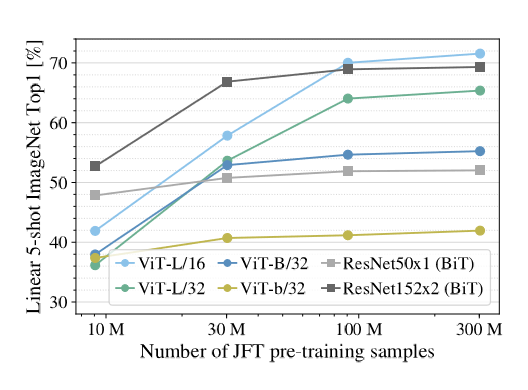 Linear 5-shot ImageNet Top1 [%]
70
60
50
40
30
ViT-L/16
ViT-B/32
ResNet50x1 (BiT)
ViT-L/32
ViT-b/32
ResNet152x2 (BiT)
10 M
30 M
100 M
300 M
Number of JFT pre-training samples